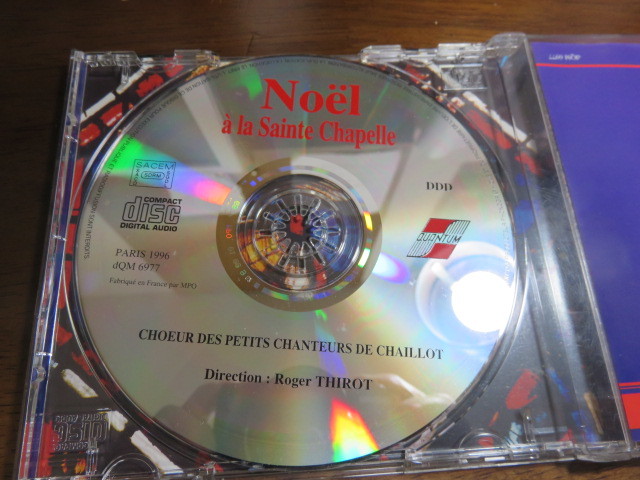 Noël
à la Sainte Chapelle
SACEM
SDRM
DDD
COMPACT
disc
DIGITAL AUDIO
QUANTUM
PARIS 1996
dQM 6977
Fabriqué en France par MPO
CHOEUR DES PETITS CHANTEURS DE CHAILLOT
Direction : Roger THIROT